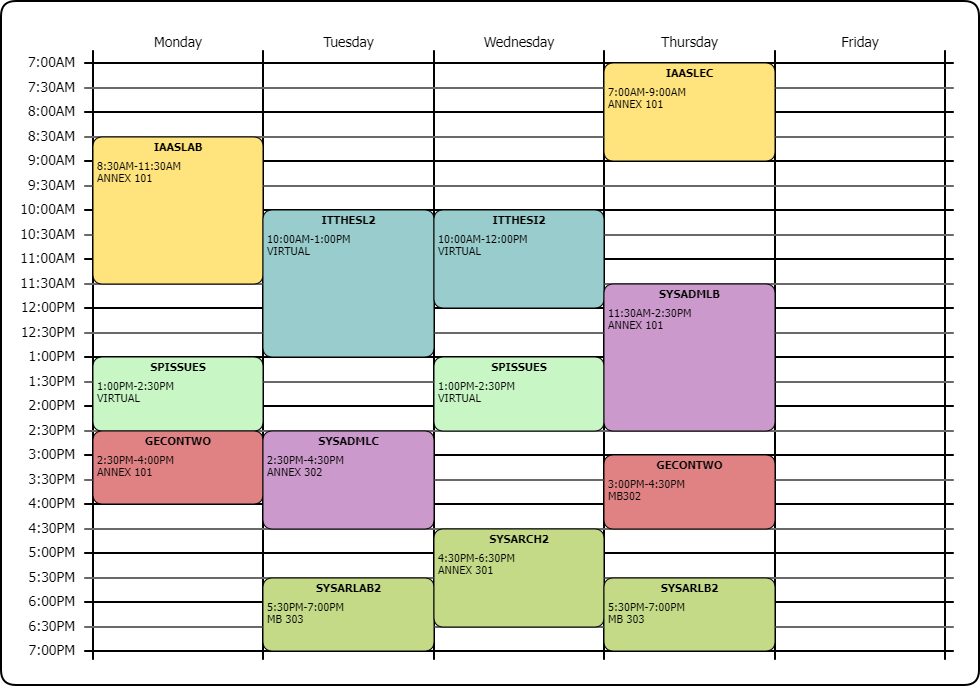 Monday Tuesday Wednesday Thursday Friday
7:00AM
7:30AM
8:00AM
8:30AM
9:00AM
9:30AM
10:00AM
10:30AM
11:00AM
11:30AM
12:00PM
12:30PM
1:00PM
1:30PM
2:00PM
2:30PM
3:00PM
3:30PM
4:00PM
4:30PM
5:00PM
5:30PM
6:00PM
6:30PM
7:00PM
IAASLAB
8:30AM-11:30AM
ANNEX 101
SPISSUES
1:00PM-2:30PM
VIRTUAL
GECONTWO
2:30PM-4:00PM
ANNEX 101
ITTHESL2
10:00AM-1:00PM
VIRTUAL
SYSADMLC
2:30PM-4:30PM
ANNEX 302
SYSARLAB2
5:30PM-7:00PM
MB 303
ITTHESI2
10:00AM-12:00PM
VIRTUAL
SPISSUES
1:00PM-2:30PM
VIRTUAL
SYSARCH2
4:30PM-6:30PM
ANNEX 301
IAASLEC
7:00AM-9:00AM
ANNEX 101
SYSADMLB
11:30AM-2:30PM
ANNEX 101
GECONTWO
3:00PM-4:30PM
MB302
SYSARLB2
5:30PM-7:00PM
MB 303